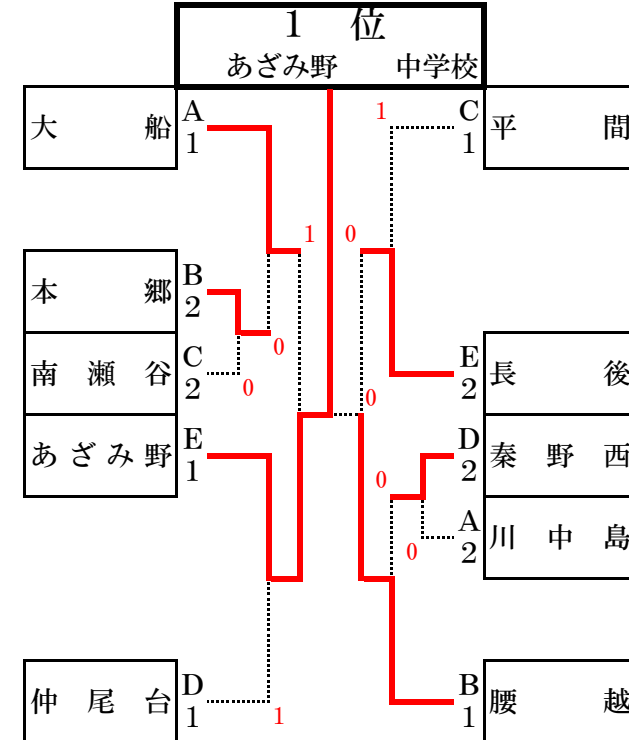 1 位
あざみ野 中学校
大 船 A 1
1
C 1 平 間
1 0
本 郷 B 2
0
南 瀬 谷 C 2
0
E 2 長 後
0
あざみ野 E 1
D 2 秦 野 西
0
A 2 川 中 島
0
仲 尾 台 D 1
1
B 1 腰 越